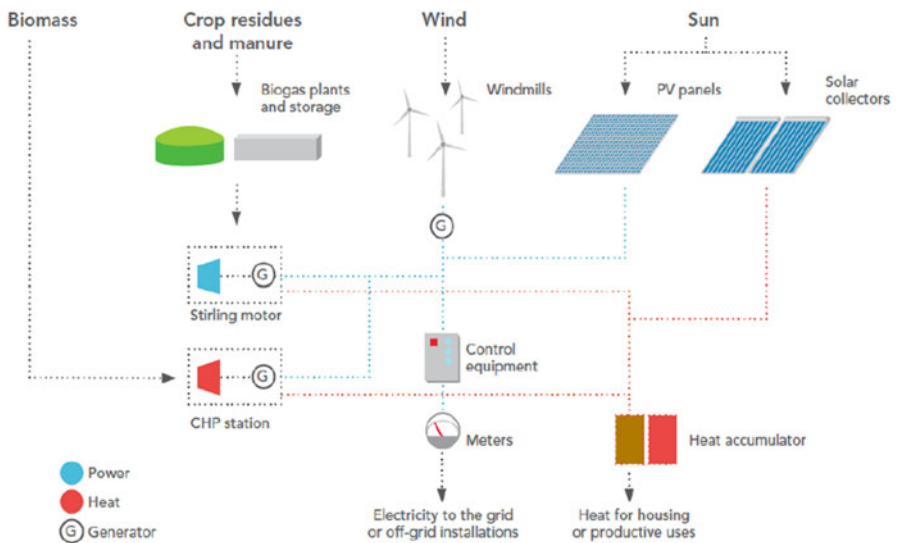 Biomass
Crop residues
and manure
Wind
Sun
Biogas plants
and storage
Windmills
PV panels
Solar
collectors
G
G
Stirling motor
G
CHP station
Control
equipment
Meters
Heat accumulator
Power
Heat
G Generator
Electricity to the grid
or off-grid installations
Heat for housing
or productive uses